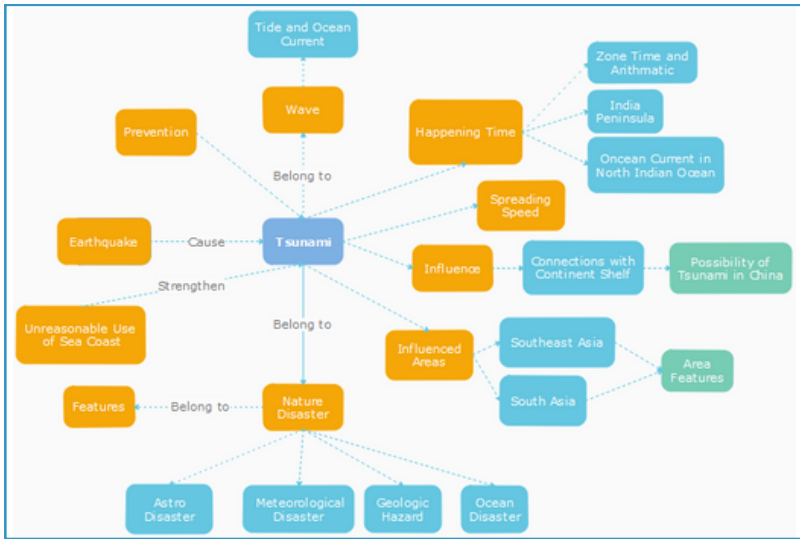 Tide and Ocean
Current
Zone Time and
Arithmatic
Wave
India
Peninsula
Prevention
Happening Time
Oncean Current in
North Indian Ocean
Belong to
Spreading
Speed
Earthquake
Cause
Tsunami
Influence
Connections with
Continent Shelf
Possibility of
Tsunami in China
Strengthen
Unreasonable Use
of Sea Coast
Belong to
Influenced
Areas
Southeast Asia
Area
Features
South Asia
Features
Belong to
Nature
Disaster
Astro
Disaster
Meteorological
Disaster
Geologic
Hazard
Ocean
Disaster